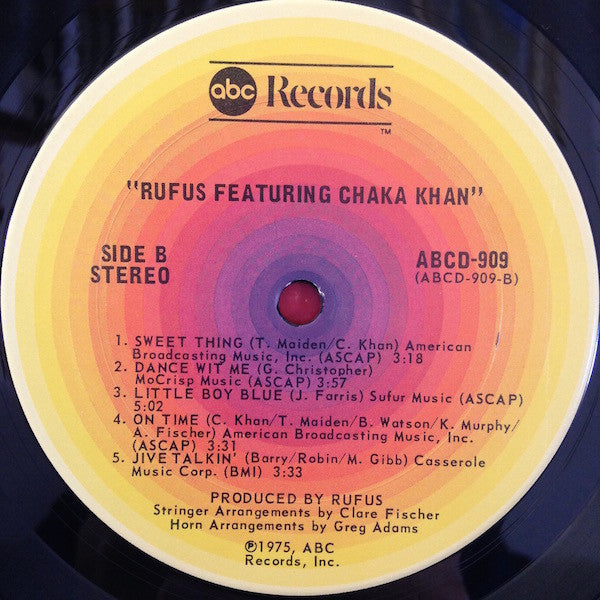 abc Records
TM
"RUFUS FEATURING CHAKA KHAN"
SIDE B
STEREO
ABCD-909
(ABCD-909-B)
1. SWEET THING (T. Maiden/C. Khan) American
Broadcasting Music, Inc. (ASCAP) 3:18
2. DANCE WIT ME (G. Christopher)
MoCrisp Music (ASCAP) 3:57
3. LITTLE BOY BLUE (J. Farris) Sufur Music (ASCAP)
5:02
4. ON TIME (C. Khan/T. Maiden/B. Watson/K. Murphy/
A. Fischer) American Broadcasting Music, Inc.
(ASCAP) 3:31
5. JIVE TALKIN' (Barry/Robin/M. Gibb) Casserole
Music Corp. (BMI) 3:33
PRODUCED BY RUFUS
Stringer Arrangements by Clare Fischer
Horn Arrangements by Greg Adams
℗1975, ABC
Records, Inc.